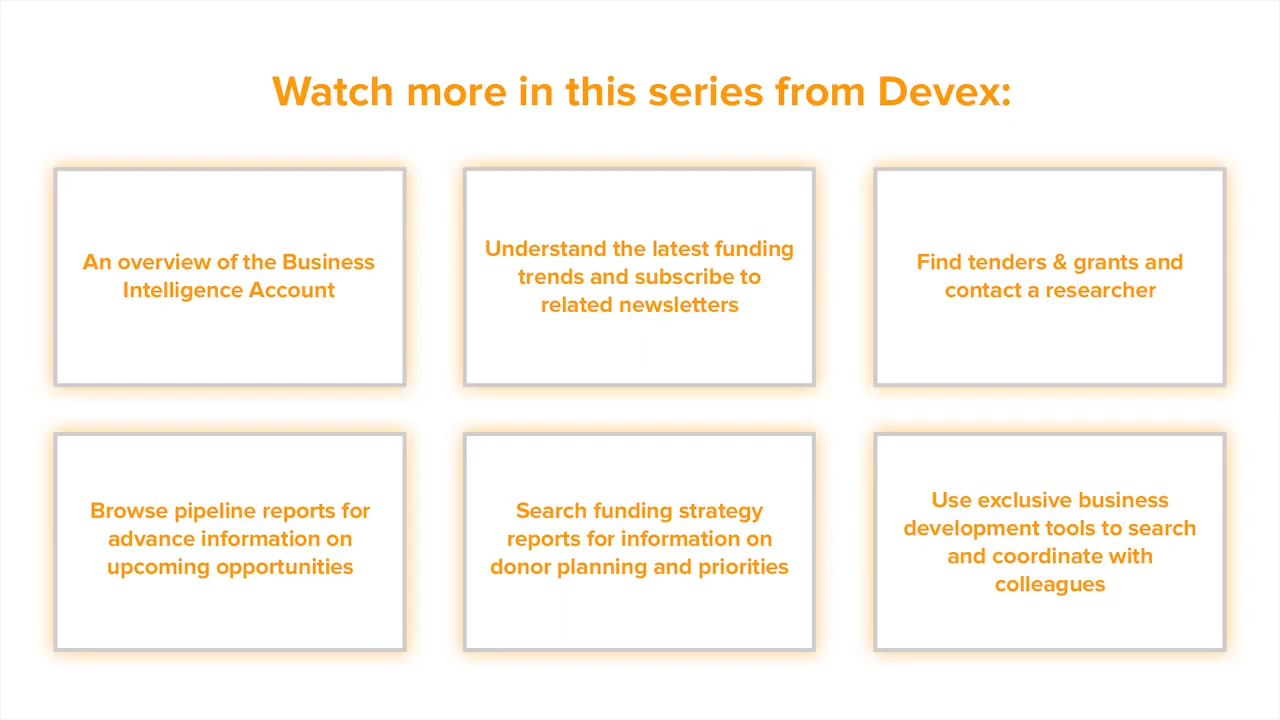 Watch more in this series from Devex:
An overview of the Business
Intelligence Account
Understand the latest funding
trends and subscribe to
related newsletters
Find tenders & grants and
contact a researcher
Browse pipeline reports for
advance information on
upcoming opportunities
Search funding strategy
reports for information on
donor planning and priorities
Use exclusive business
development tools to search
and coordinate with
colleagues